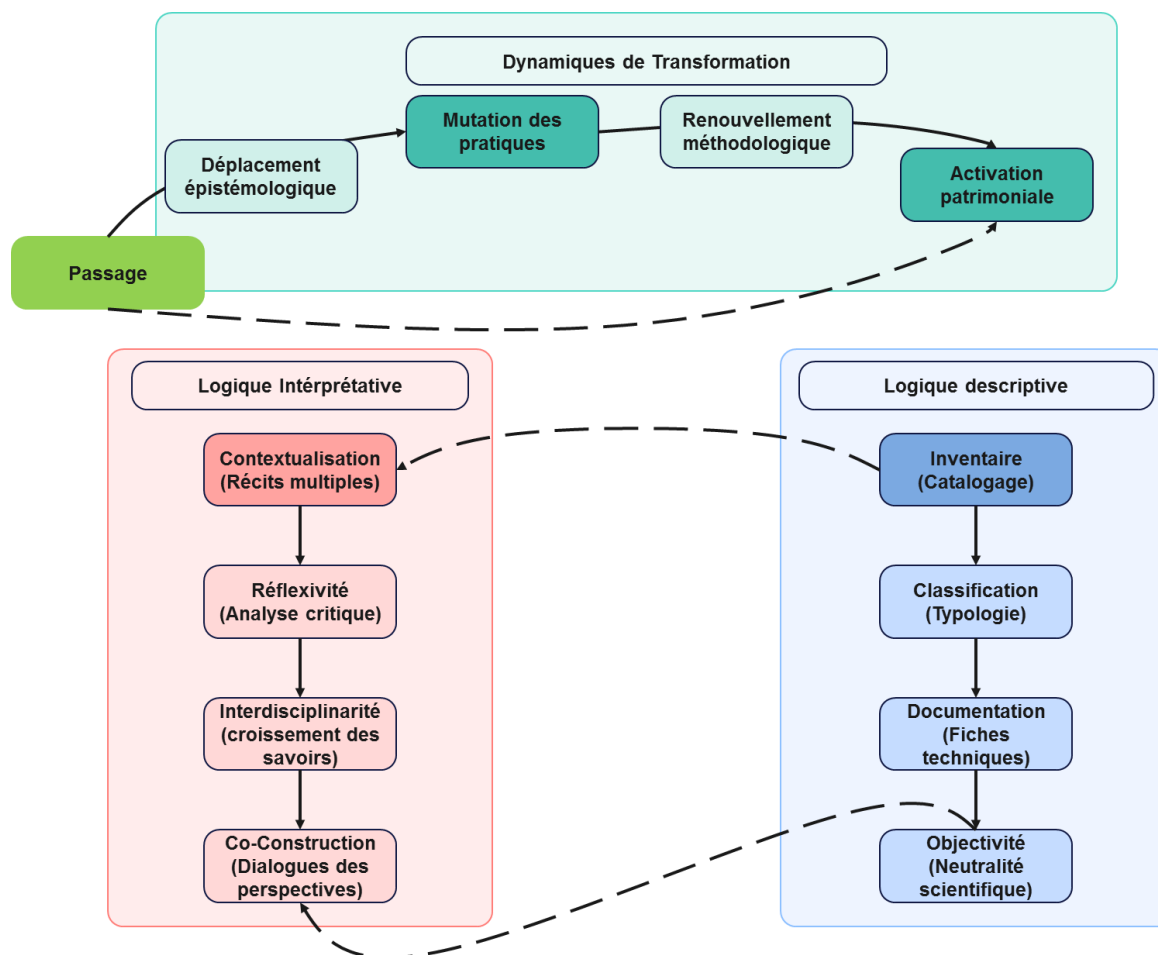 Dynamiques de Transformation
Mutation des
pratiques
Renouvellement
méthodologique
Déplacement
épistémologique
Activation
patrimoniale
Passage
Logique Intérprétative
Contextualisation
(Récits multiples)
Réflexivité
(Analyse critique)
Interdisciplinarité
(croissement des
savoirs)
Co-Construction
(Dialogues des
perspectives)
Logique descriptive
Inventaire
(Catalogage)
Classification
(Typologie)
Documentation
(Fiches
techniques)
Objectivité
(Neutralité
scientifique)